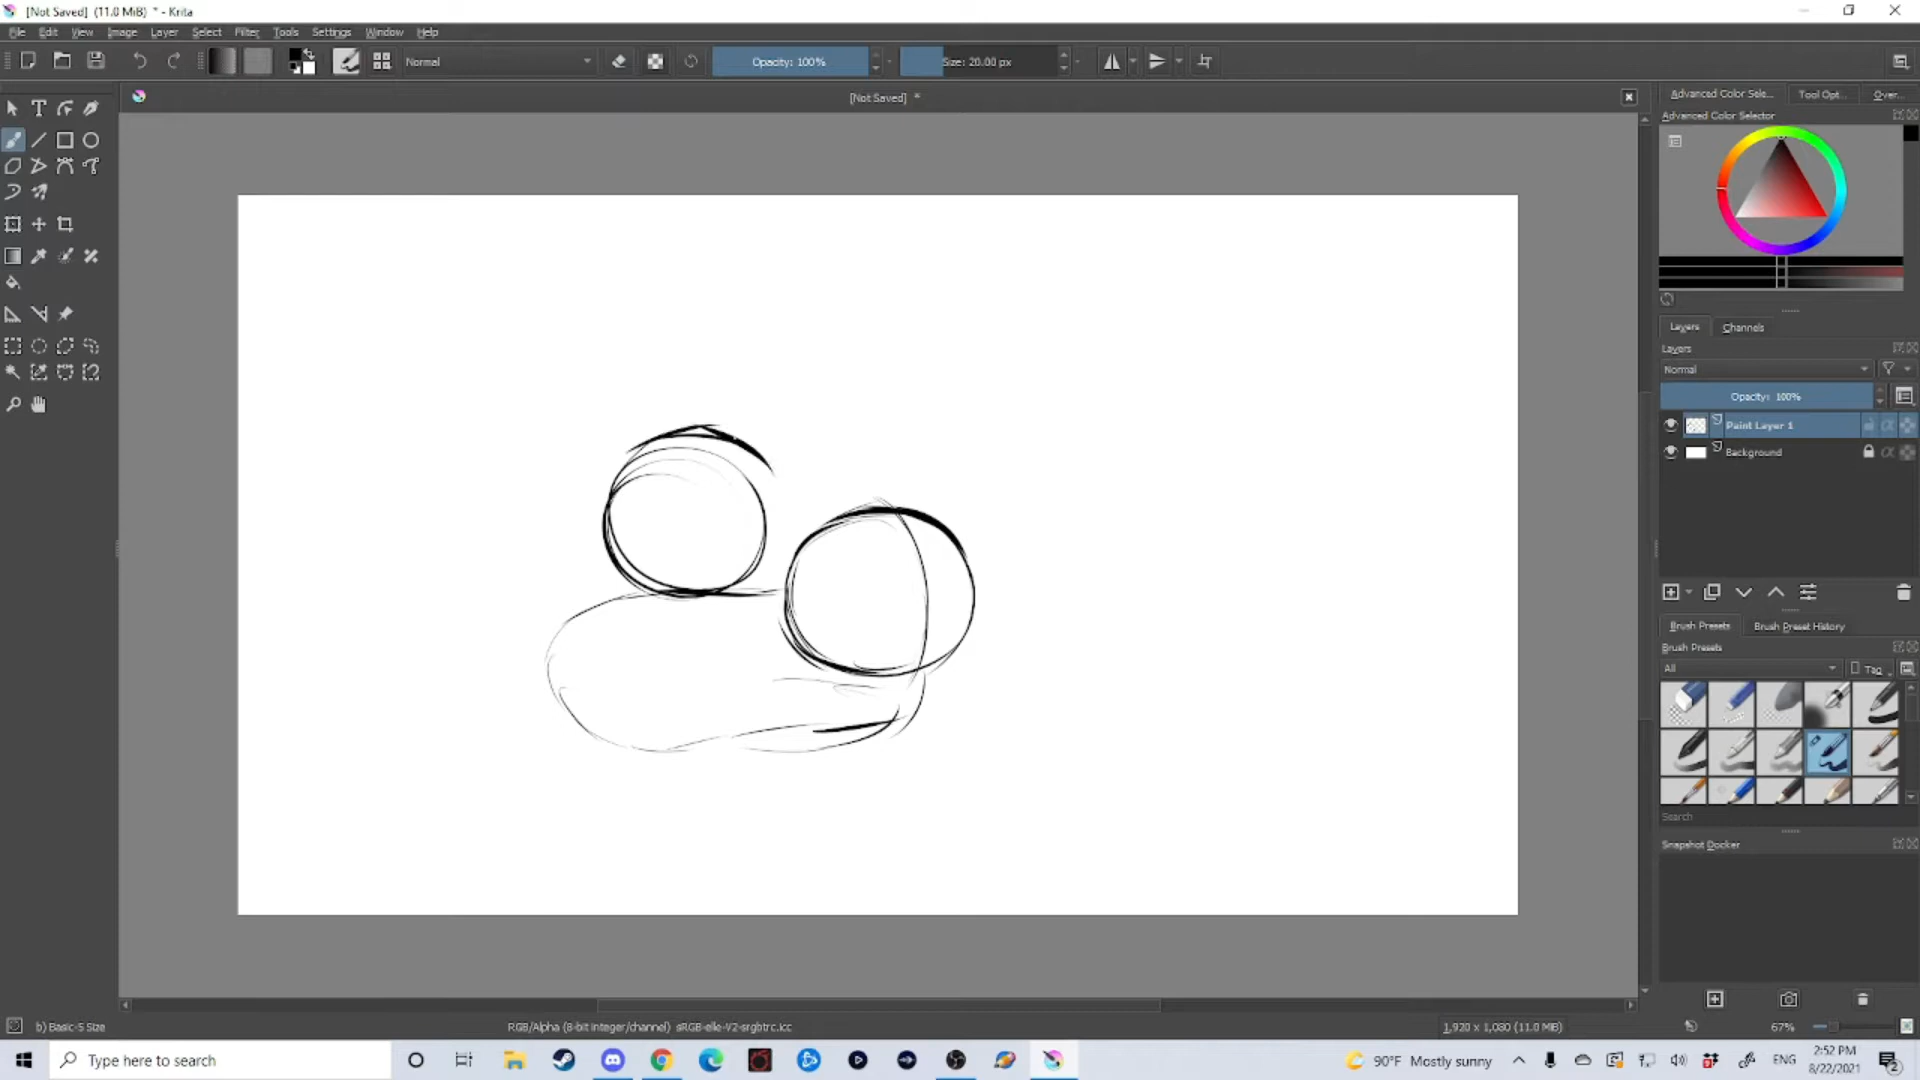 [Not Saved] (11.0 MiB) * - Krita
File Edit View Image Layer Select Filter Tools Settings Window Help
Normal
Opacity: 100%
Size: 20.00 px
[Not Saved] *
Advanced Color Sele... Tool Opt... Over...
Advanced Color Selector
Layers Channels
Layers
Normal
Opacity: 100%
Paint Layer 1
Background
Brush Presets Brush Preset History
Brush Presets
All
Tag
Search
Snapshot Docker
b) Basic-5 Size
RGB/Alpha (8-bit integer/channel) sRGB-elle-V2-srgbtrc.icc
1,920 x 1,080 (11.0 MiB)
67%
Type here to search
90°F Mostly sunny
ENG
2:52 PM
8/22/2021
2